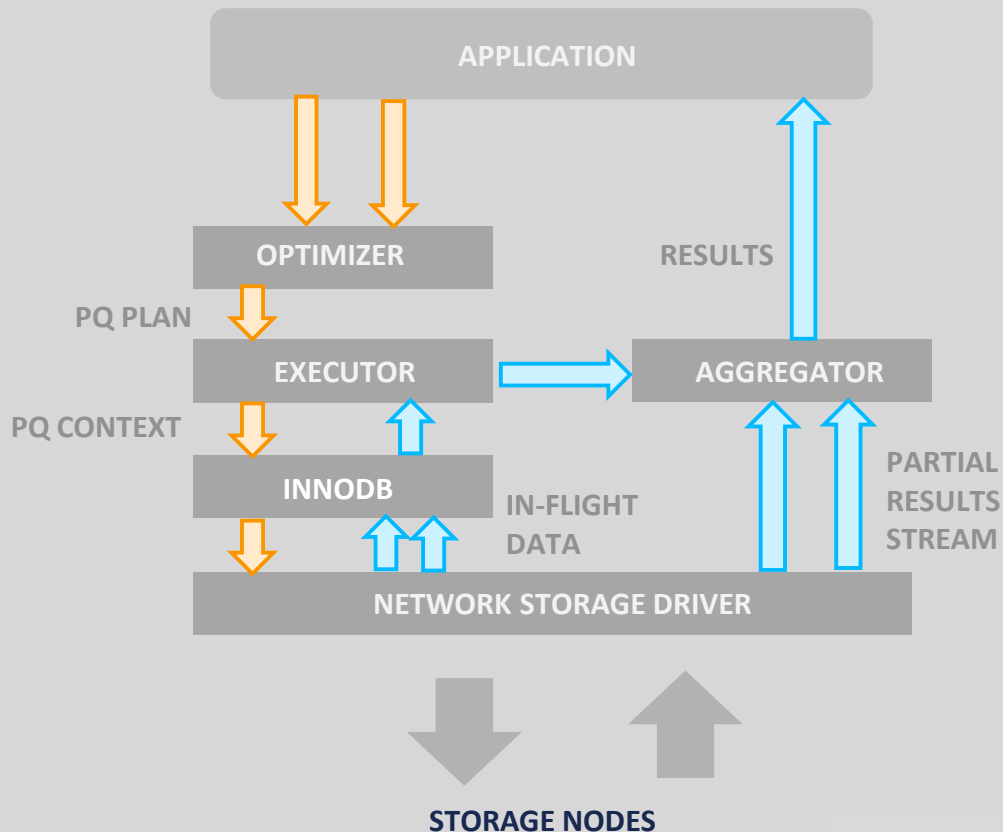 APPLICATION
OPTIMIZER
RESULTS
PQ PLAN
EXECUTOR
AGGREGATOR
PQ CONTEXT
INNODB
IN-FLIGHT
DATA
PARTIAL
RESULTS
STREAM
NETWORK STORAGE DRIVER
STORAGE NODES